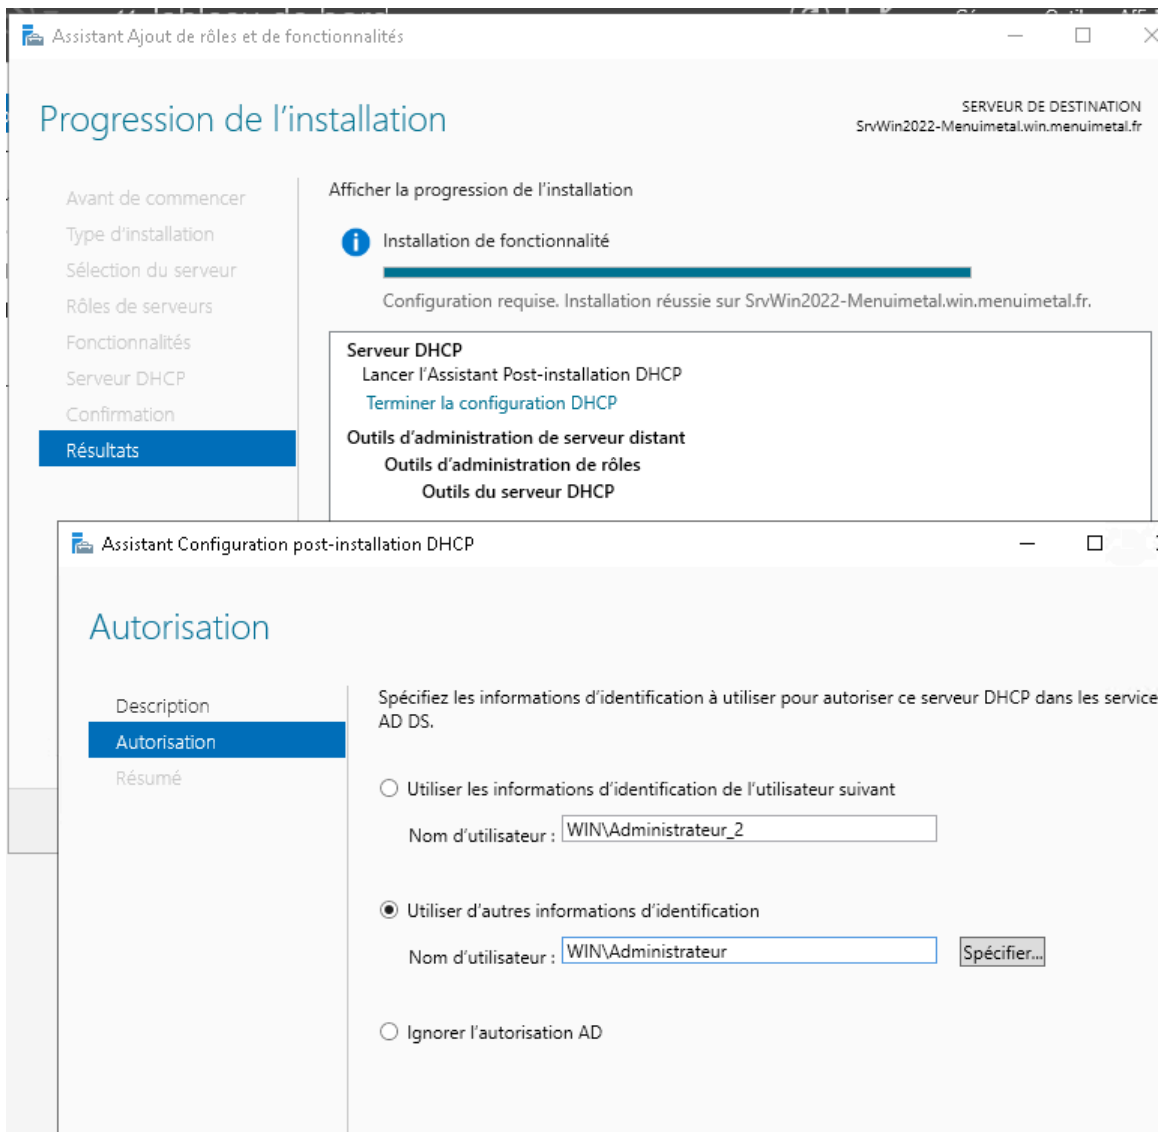 Assistant Ajout de rôles et de fonctionnalités
Progression de l'installation
SERVEUR DE DESTINATION
SrvWin2022-Menuimetal.win.menuimetal.fr
Avant de commencer
Type d'installation
Sélection du serveur
Rôles de serveurs
Fonctionnalités
Serveur DHCP
Confirmation
Résultats
Afficher la progression de l'installation
Installation de fonctionnalité
Configuration requise. Installation réussie sur SrvWin2022-Menuimetal.win.menuimetal.fr.
Serveur DHCP
Lancer l'Assistant Post-installation DHCP
Terminer la configuration DHCP
Outils d'administration de serveur distant
Outils d'administration de rôles
Outils du serveur DHCP
Assistant Configuration post-installation DHCP
Autorisation
Description
Autorisation
Résumé
Spécifiez les informations d'identification à utiliser pour autoriser ce serveur DHCP dans les service
AD DS.
Utiliser les informations d'identification de l'utilisateur suivant
Nom d'utilisateur : WIN\Administrateur_2
Utiliser d'autres informations d'identification
Nom d'utilisateur : WIN\Administrateur Spécifier...
Ignorer l'autorisation AD